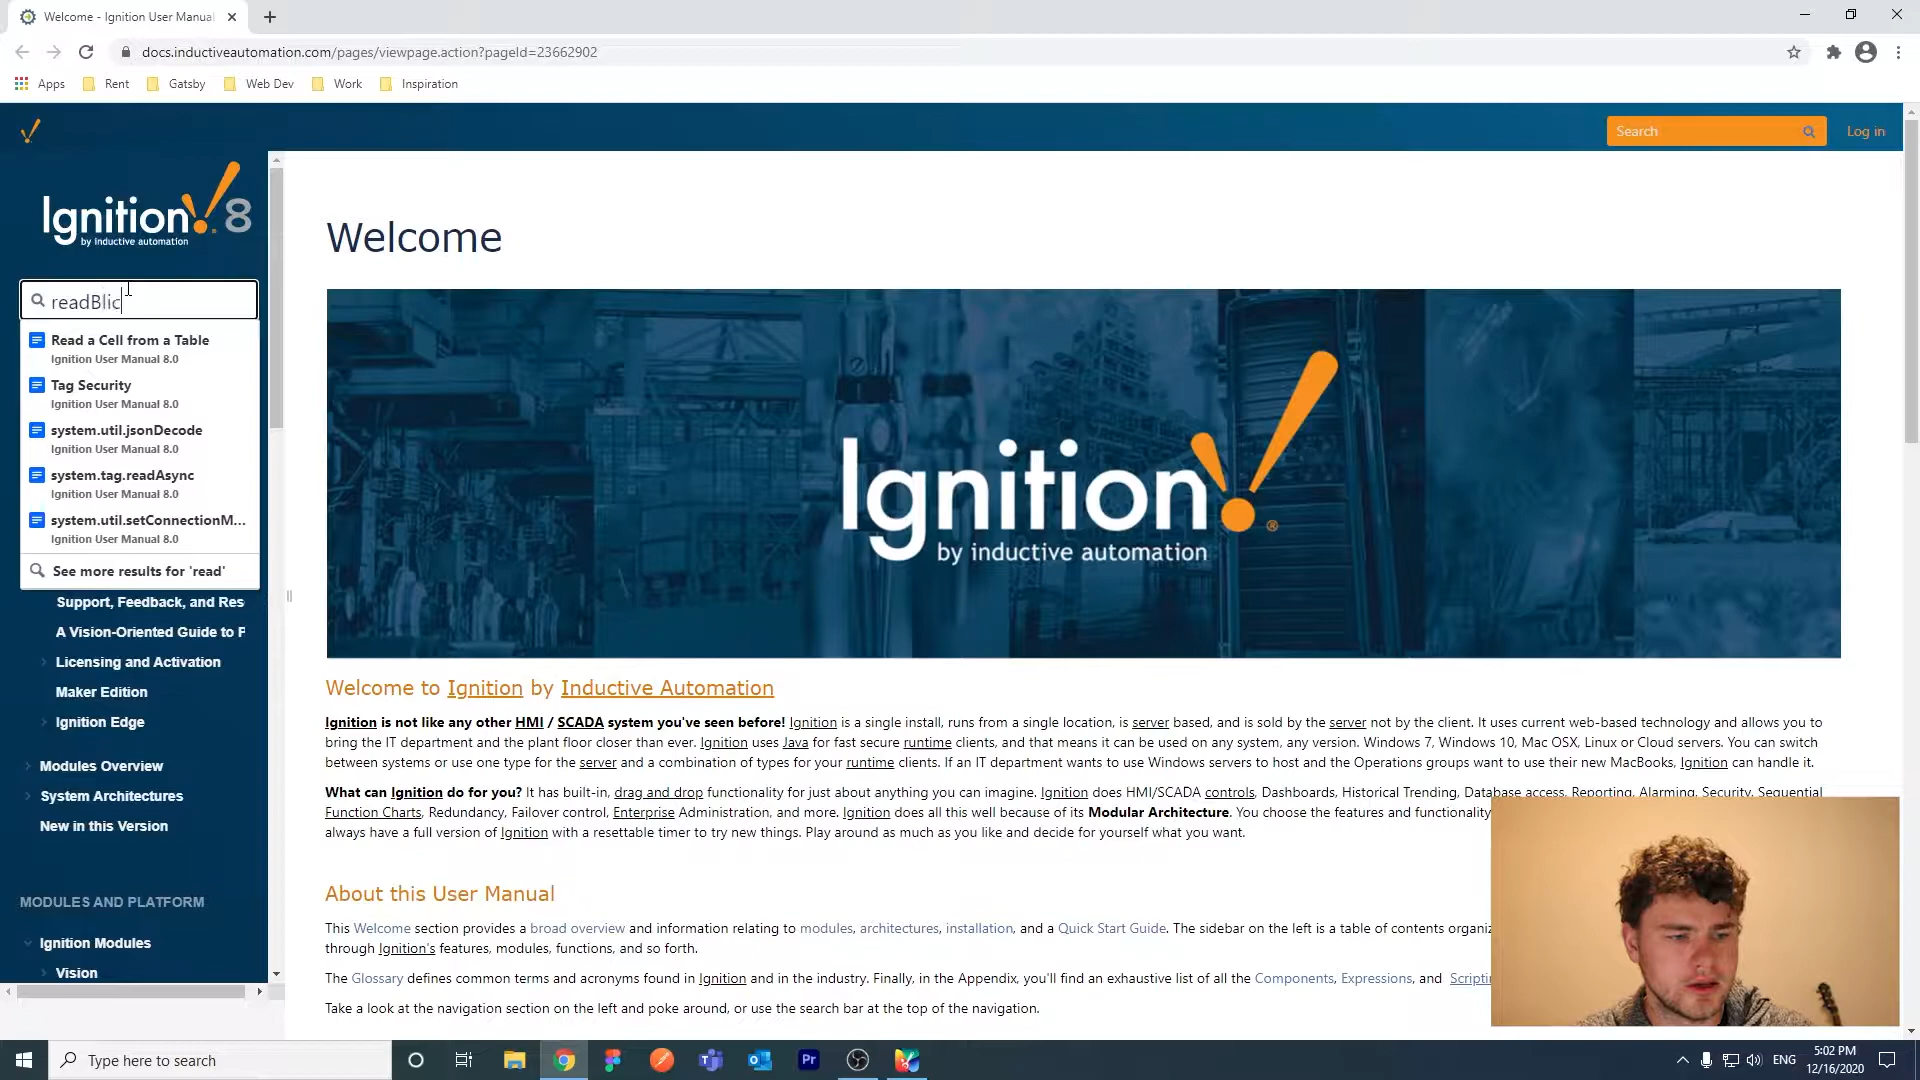 Welcome - Ignition User Manual
docs.inductiveautomation.com/pages/viewpage.action?pageId=23662902
Apps
Rent
Gatsby
Web Dev
Work
Inspiration
Search
Log in
Ignition! 8
by inductive automation
readBlic
Read a Cell from a Table
Ignition User Manual 8.0
Tag Security
Ignition User Manual 8.0
system.util.jsonDecode
Ignition User Manual 8.0
system.tag.readAsync
Ignition User Manual 8.0
system.util.setConnectionM...
Ignition User Manual 8.0
See more results for 'read'
Support, Feedback, and Res
A Vision-Oriented Guide to P
Licensing and Activation
Maker Edition
Ignition Edge
Modules Overview
System Architectures
New in this Version
MODULES AND PLATFORM
Ignition Modules
Vision
Welcome
Ignition!
®
by inductive automation
Welcome to Ignition by Inductive Automation
Ignition is not like any other HMI / SCADA system you've seen before! Ignition is a single install, runs from a single location, is server based, and is sold by the server not by the client. It uses current web-based technology and allows you to
bring the IT department and the plant floor closer than ever. Ignition uses Java for fast secure runtime clients, and that means it can be used on any system, any version. Windows 7, Windows 10, Mac OSX, Linux or Cloud servers. You can switch
between systems or use one type for the server and a combination of types for your runtime clients. If an IT department wants to use Windows servers to host and the Operations groups want to use their new MacBooks, Ignition can handle it.
What can Ignition do for you? It has built-in, drag and drop functionality for just about anything you can imagine. Ignition does HMI/SCADA controls, Dashboards, Historical Trending, Database access, Reporting, Alarming, Security, Sequential
Function Charts, Redundancy, Failover control, Enterprise Administration, and more. Ignition does all this well because of its Modular Architecture. You choose the features and functionality
always have a full version of Ignition with a resettable timer to try new things. Play around as much as you like and decide for yourself what you want.
About this User Manual
This Welcome section provides a broad overview and information relating to modules, architectures, installation, and a Quick Start Guide. The sidebar on the left is a table of contents organiz
through Ignition's features, modules, functions, and so forth.
The Glossary defines common terms and acronyms found in Ignition and in the industry. Finally, in the Appendix, you'll find an exhaustive list of all the Components, Expressions, and Scripti
Take a look at the navigation section on the left and poke around, or use the search bar at the top of the navigation.
Type here to search
Pr
ENG
5:02 PM
12/16/2020